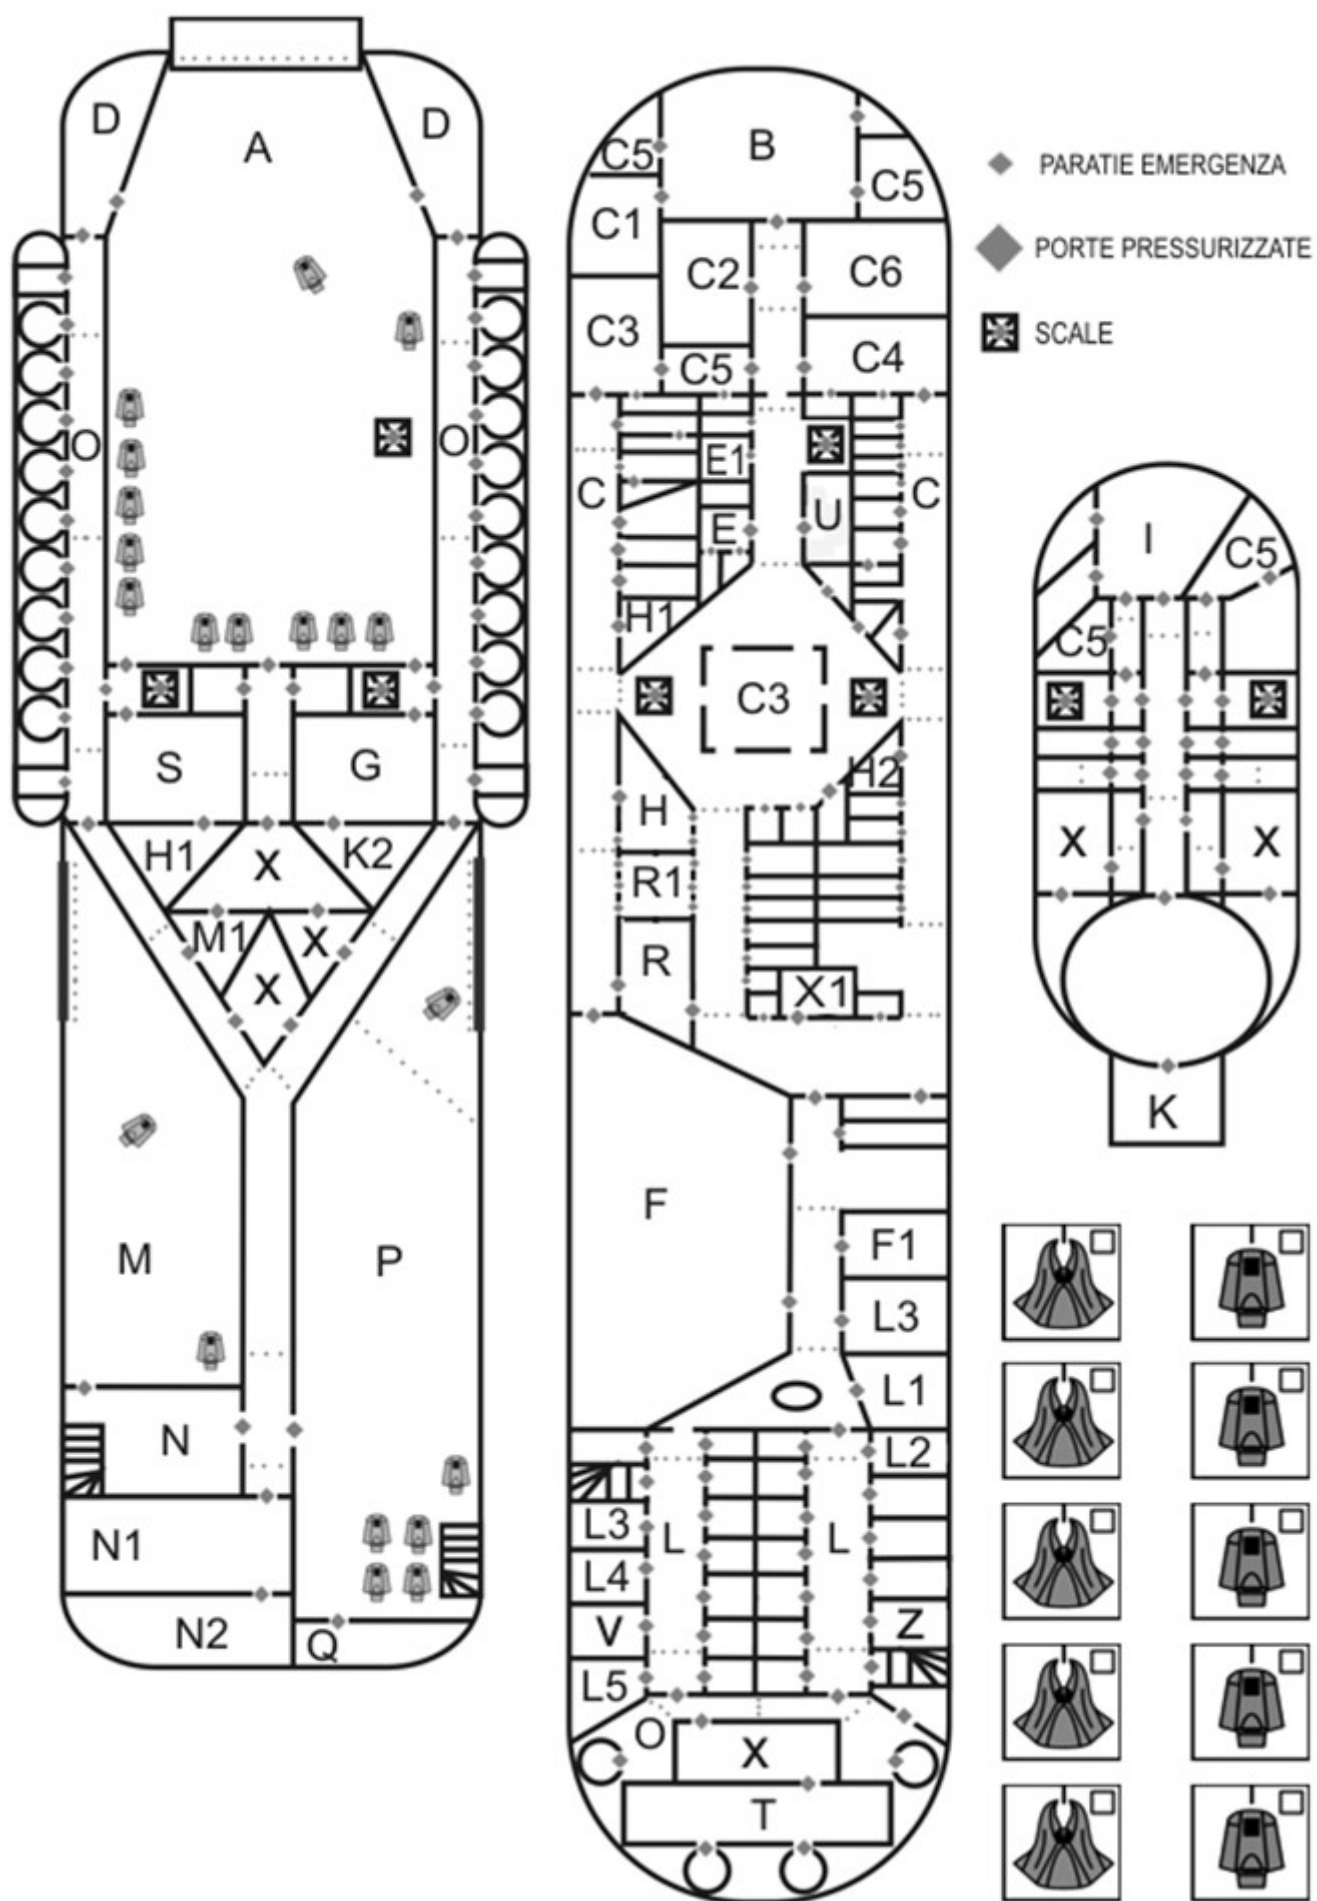 D
A
D
O
O
S
G
H1
X
K2
M1
X
X
M
P
N
N1
N2
Q
C5
B
C5
C1
C2
C6
C3
C4
C5
E1
C
U
C
E
H1
C3
H2
H
R1
R
X1
F
F1
L3
L1
L2
L3
L
L
L4
V
Z
L5
O
X
T
PARATIE EMERGENZA
PORTE PRESSURIZZATE
SCALE
I
C5
C5
X
X
K